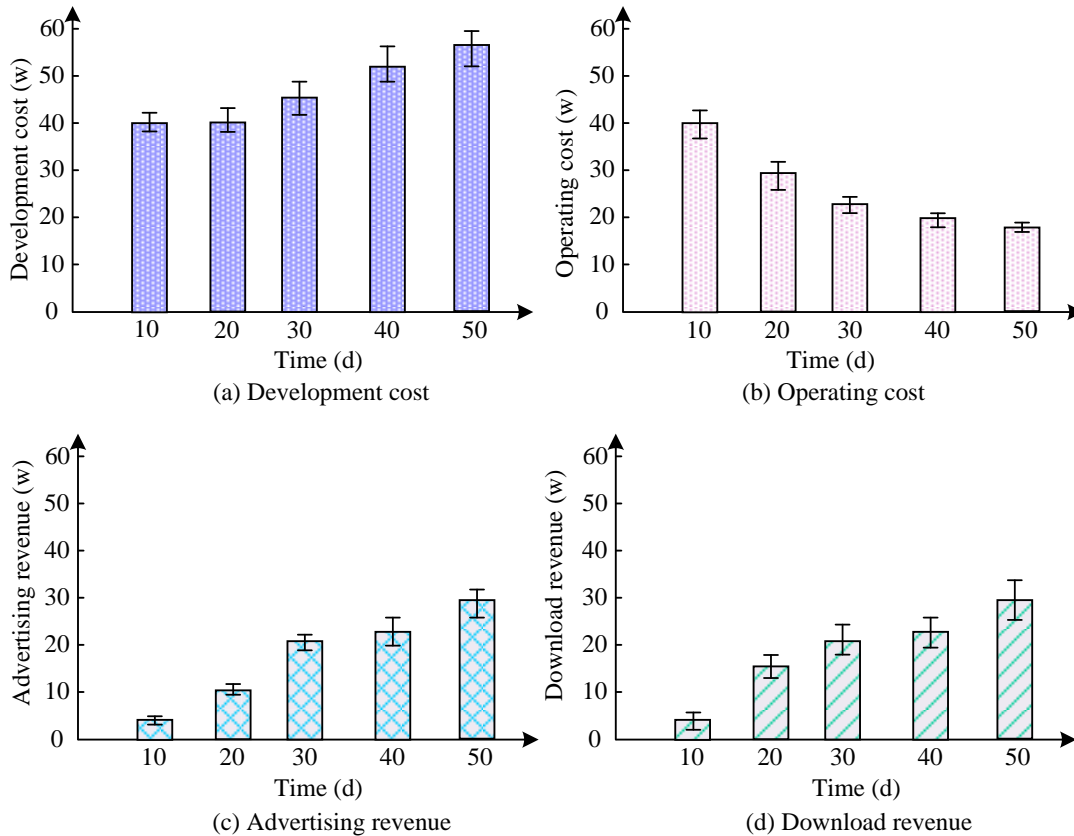 Development cost (w)
60
50
40
30
20
10
0
10 20 30 40 50
Time (d)
(a) Development cost
Operating cost (w)
60
50
40
30
20
10
0
10 20 30 40 50
Time (d)
(b) Operating cost
Advertising revenue (w)
60
50
40
30
20
10
0
10 20 30 40 50
Time (d)
(c) Advertising revenue
Download revenue (w)
60
50
40
30
20
10
0
10 20 30 40 50
Time (d)
(d) Download revenue